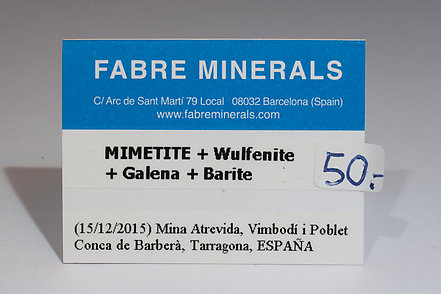 FABRE MINERALS
C/ Arc de Sant Martí 79 Local 08032 Barcelona (Spain)
www.fabreminerals.com
MIMETITE + Wulfenite
+ Galena + Barite
50.-
(15/12/2015) Mina Atrevida, Vimbodí i Poblet
Conca de Barberà, Tarragona, ESPAÑA